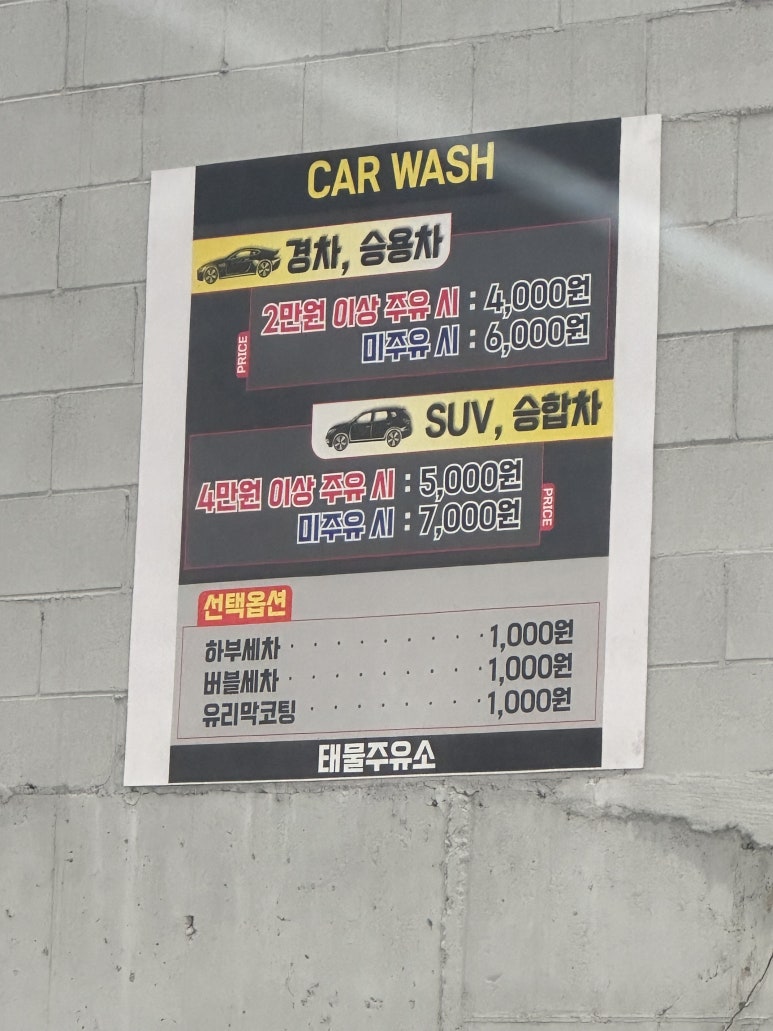 CAR WASH
경차, 승용차
2만원 이상 주유 시 : 4,000원
미주유 시 : 6,000원
PRICE
SUV, 승합차
4만원 이상 주유 시 : 5,000원
미주유 시 : 7,000원
PRICE
선택옵션
하부세차 · · · · · · · · · 1,000원
버블세차 · · · · · · · · · 1,000원
유리막코팅 · · · · · · · · 1,000원
태물주유소